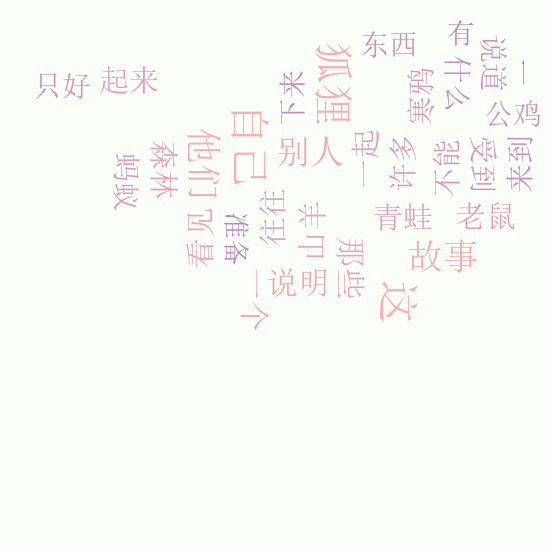 有
说道
一
东西
什么
狐狸
寒鸦
只好
起来
下来
公鸡
自己
别人
一起
许多
不能
受到
来到
他们
森林
蚂蚁
往往
山羊
青蛙
老鼠
看见
准备
那些
故事
说明
一个
这